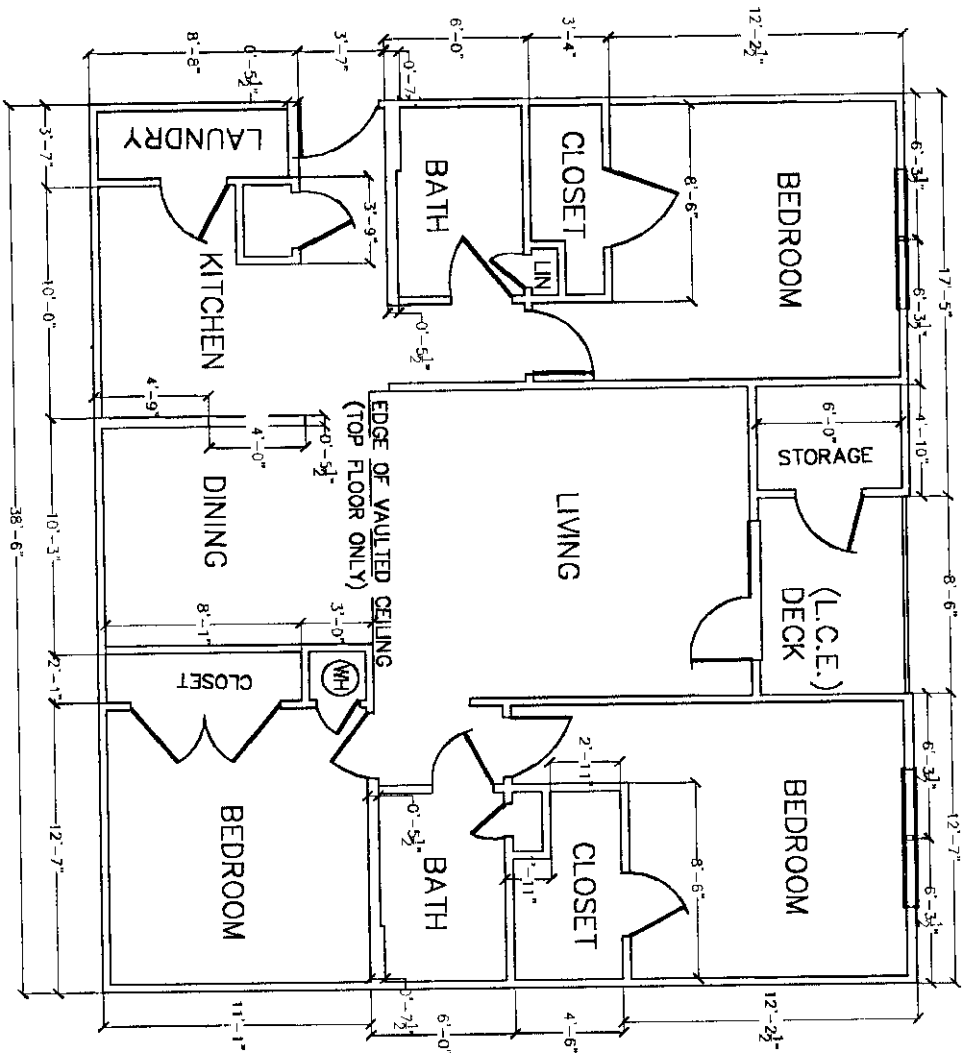 17'-5"
4'-10"
8'-6"
12'-7"
6'-3½"
6'-3½"
6'-3½"
6'-3½"
12'-2½"
BEDROOM
6'-0"
STORAGE
(L.C.E.)
DECK
BEDROOM
12'-2½"
8'-6"
8'-6"
3'-4"
CLOSET
LIN
LIVING
2'-11"
CLOSET
4'-6"
6'-0"
BATH
BATH
6'-0"
0'-7"
0'-5½"
0'-5½"
0'-7½"
EDGE OF VAULTED CEILING
(TOP FLOOR ONLY)
3'-7"
3'-9"
0'-5½"
3'-0"
WH
0'-5½"
4'-0"
LAUNDRY
KITCHEN
DINING
CLOSET
BEDROOM
8'-8"
4'-9"
8'-1"
11'-1"
3'-7"
10'-0"
10'-3"
2'-1"
12'-7"
38'-6"